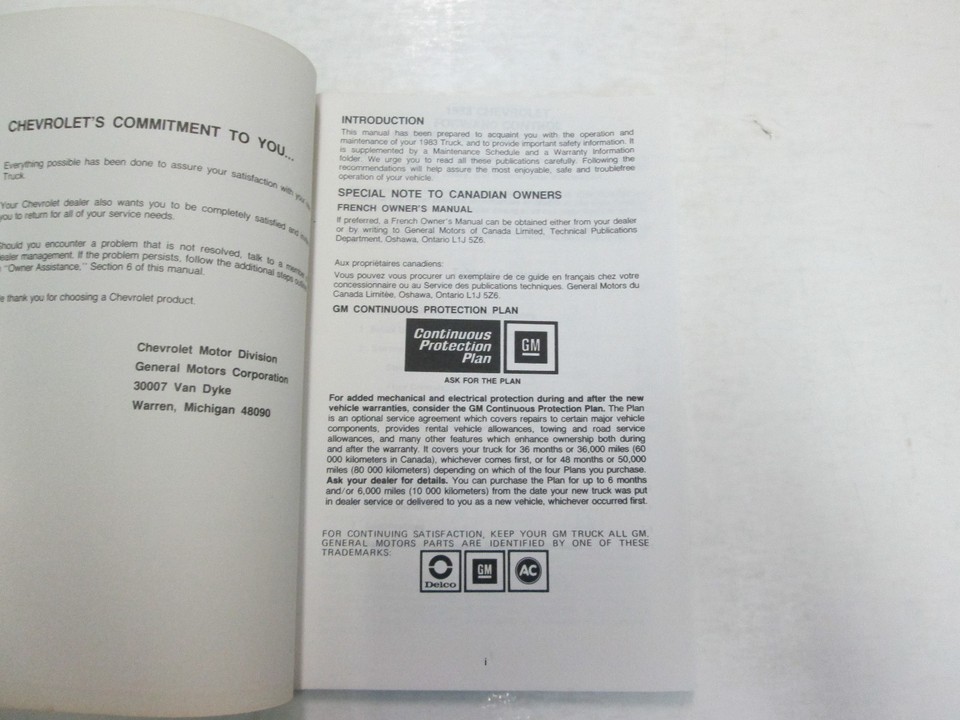 CHEVROLET'S COMMITMENT TO YOU...
Everything possible has been done to assure your satisfaction with your
Truck.
Your Chevrolet dealer also wants you to be completely satisfied and
you to return for all of your service needs.
Should you encounter a problem that is not resolved, talk to a member
dealer management. If the problem persists, follow the additional steps
"Owner Assistance," Section 6 of this manual.
thank you for choosing a Chevrolet product.
Chevrolet Motor Division
General Motors Corporation
30007 Van Dyke
Warren, Michigan 48090
INTRODUCTION
This manual has been prepared to acquaint you with the operation and
maintenance of your 1983 Truck, and to provide important safety information. It
is supplemented by a Maintenance Schedule and a Warranty Information
folder. We urge you to read all these publications carefully. Following the
recommendations will help assure the most enjoyable, safe and troublefree
operation of your vehicle.
SPECIAL NOTE TO CANADIAN OWNERS
FRENCH OWNER'S MANUAL
If preferred, a French Owner's Manual can be obtained either from your dealer
or by writing to General Motors of Canada Limited, Technical Publications
Department, Oshawa, Ontario L1J 5Z6.
Aux propriétaires canadiens:
Vous pouvez vous procurer un exemplaire de ce guide en français chez votre
concessionnaire ou au Service des publications techniques. General Motors du
Canada Limitée, Oshawa, Ontario L1J 5Z6.
GM CONTINUOUS PROTECTION PLAN
Continuous
Protection
Plan
GM
ASK FOR THE PLAN
For added mechanical and electrical protection during and after the new
vehicle warranties, consider the GM Continuous Protection Plan. The Plan
is an optional service agreement which covers repairs to certain major vehicle
components, provides rental vehicle allowances, towing and road service
allowances, and many other features which enhance ownership both during
and after the warranty. It covers your truck for 36 months or 36,000 miles (60
000 kilometers in Canada), whichever comes first, or for 48 months or 50,000
miles (80 000 kilometers) depending on which of the four Plans you purchase.
Ask your dealer for details. You can purchase the Plan for up to 6 months
and/or 6,000 miles (10 000 kilometers) from the date your new truck was put
in dealer service or delivered to you as a new vehicle, whichever occurred first.
FOR CONTINUING SATISFACTION, KEEP YOUR GM TRUCK ALL GM.
GENERAL MOTORS PARTS ARE IDENTIFIED BY ONE OF THESE
TRADEMARKS:
Delco
GM
AC
i